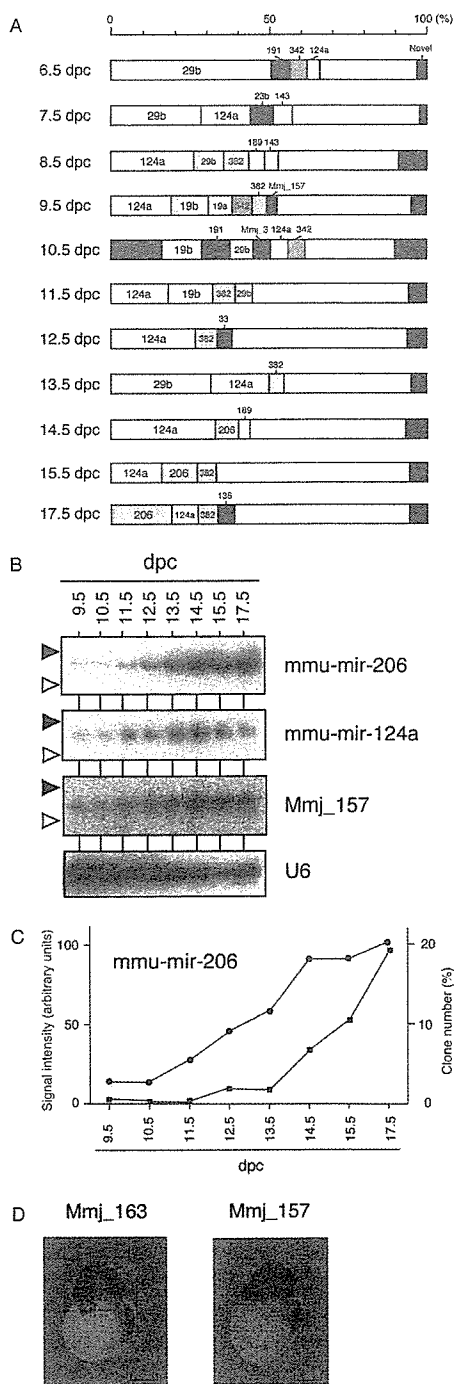 A
0 50 100 (%)
191 342 124a Novel
6.5 dpc 29b
23b 143
7.5 dpc 29b 124a
189 143
8.5 dpc 124a 29b 382
382 Mmj_157
9.5 dpc 124a 19b 19a
191 Mmj_3 124a 342
10.5 dpc 19b 29b
11.5 dpc 124a 19b 382 29b
33
12.5 dpc 124a 382
382
13.5 dpc 29b 124a
189
14.5 dpc 124a 206
15.5 dpc 124a 206 382
17.5 dpc 206 124a 382
B
dpc
9.5 10.5 11.5 12.5 13.5 14.5 15.5 17.5
mmu-mir-206
mmu-mir-124a
Mmj_157
U6
C
mmu-mir-206
Signal intensity (arbitrary units)
100
50
0
Clone number (%)
20
10
0
9.5 10.5 11.5 12.5 13.5 14.5 15.5 17.5
dpc
D
Mmj_163 Mmj_157